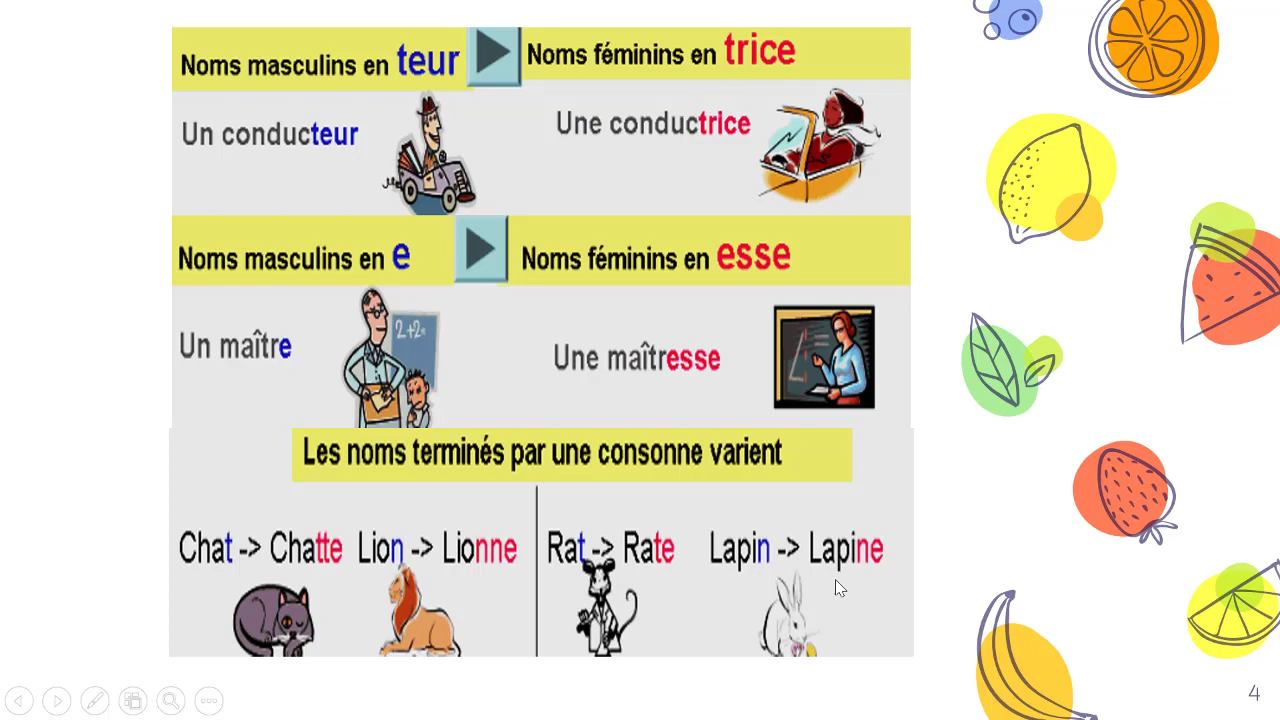 Noms masculins en teur
Noms féminins en trice
Un conducteur
Une conductrice
Noms masculins en e
Noms féminins en esse
2+2=
Un maître
Une maîtresse
Les noms terminés par une consonne varient
Chat -> Chatte Lion -> Lionne
Rat -> Rate Lapin -> Lapine
4